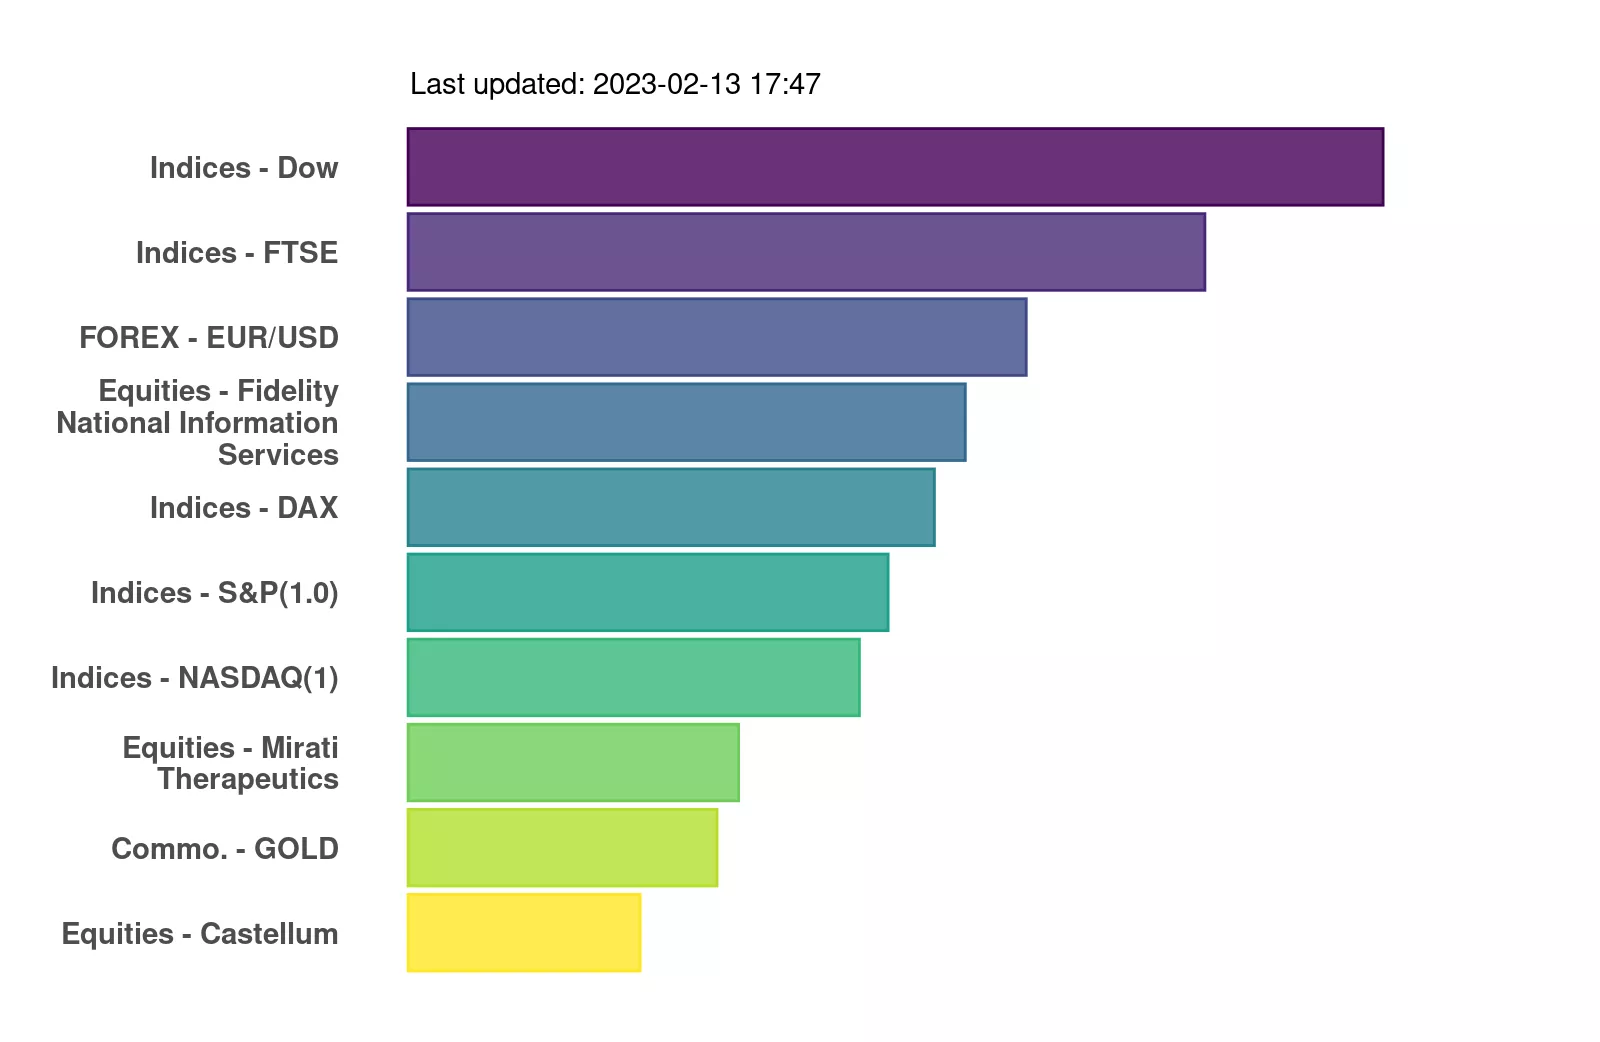 Last updated: 2023-02-13 17:47
Indices - Dow
Indices - FTSE
FOREX - EUR/USD
Equities - Fidelity
National Information
Services
Indices - DAX
Indices - S&P(1.0)
Indices - NASDAQ(1)
Equities - Mirati
Therapeutics
Commo. - GOLD
Equities - Castellum